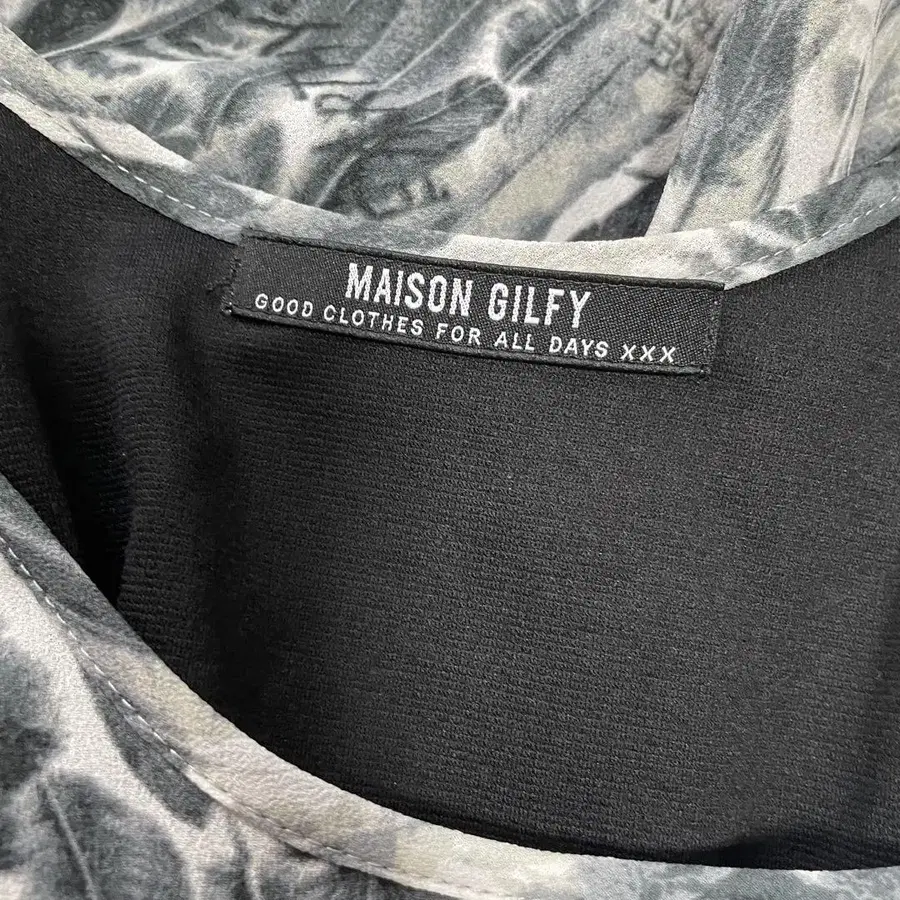 MAISON GILFY
GOOD CLOTHES FOR ALL DAYS XXX